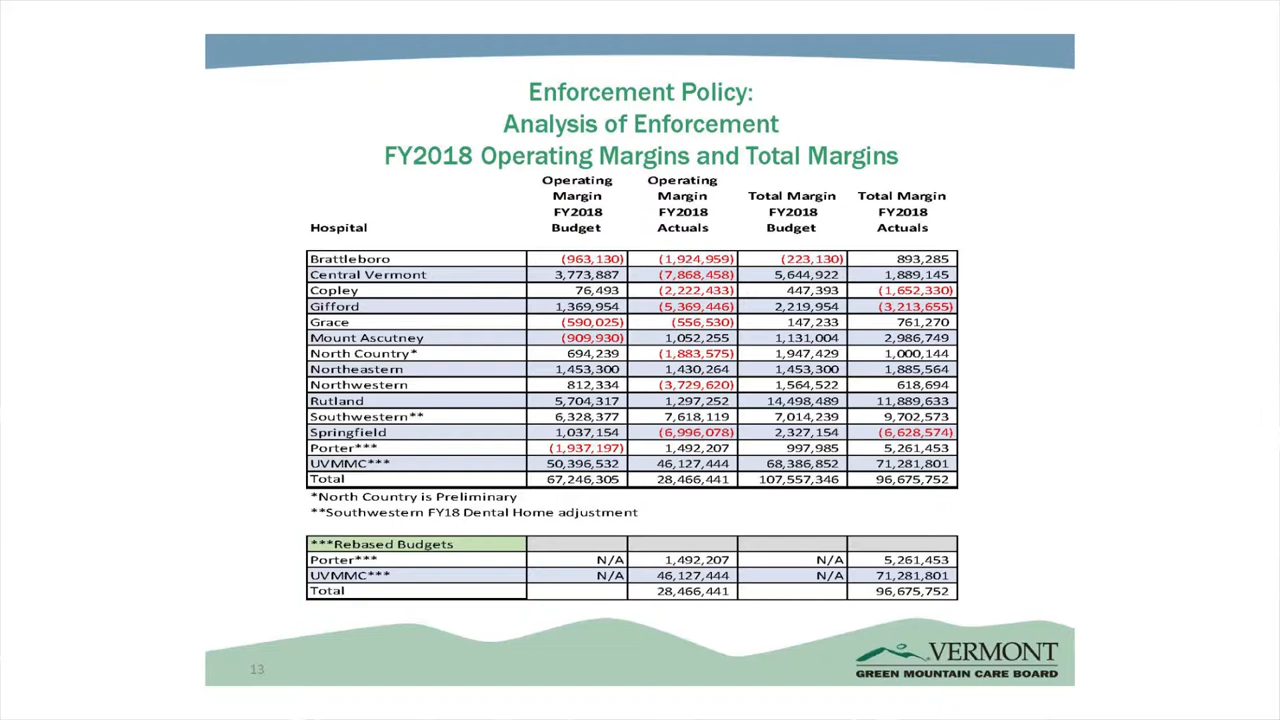 Enforcement Policy:
Analysis of Enforcement
FY2018 Operating Margins and Total Margins
Hospital Operating Margin FY2018 Budget Operating Margin FY2018 Actuals Total Margin FY2018 Budget Total Margin FY2018 Actuals
Brattleboro (963,130) (1,924,959) (223,130) 893,285
Central Vermont 3,773,887 (7,868,458) 5,644,922 1,889,145
Copley 76,493 (2,222,433) 447,393 (1,652,330)
Gifford 1,369,954 (5,369,446) 2,219,954 (3,213,655)
Grace (590,025) (556,530) 147,233 761,270
Mount Ascutney (909,930) 1,052,255 1,131,004 2,986,749
North Country* 694,239 (1,883,575) 1,947,429 1,000,144
Northeastern 1,453,300 1,430,264 1,453,300 1,885,564
Northwestern 812,334 (3,729,620) 1,564,522 618,694
Rutland 5,704,317 1,297,252 14,498,489 11,889,633
Southwestern** 6,328,377 7,618,119 7,014,239 9,702,573
Springfield 1,037,154 (6,996,078) 2,327,154 (6,628,574)
Porter*** (1,937,197) 1,492,207 997,985 5,261,453
UVMMC*** 50,396,532 46,127,444 68,386,852 71,281,801
Total 67,246,305 28,466,441 107,557,346 96,675,752
*North Country is Preliminary
**Southwestern FY18 Dental Home adjustment
***Rebased Budgets
Porter*** N/A 1,492,207 N/A 5,261,453
UVMMC*** N/A 46,127,444 N/A 71,281,801
Total 28,466,441 96,675,752
13
VERMONT
GREEN MOUNTAIN CARE BOARD